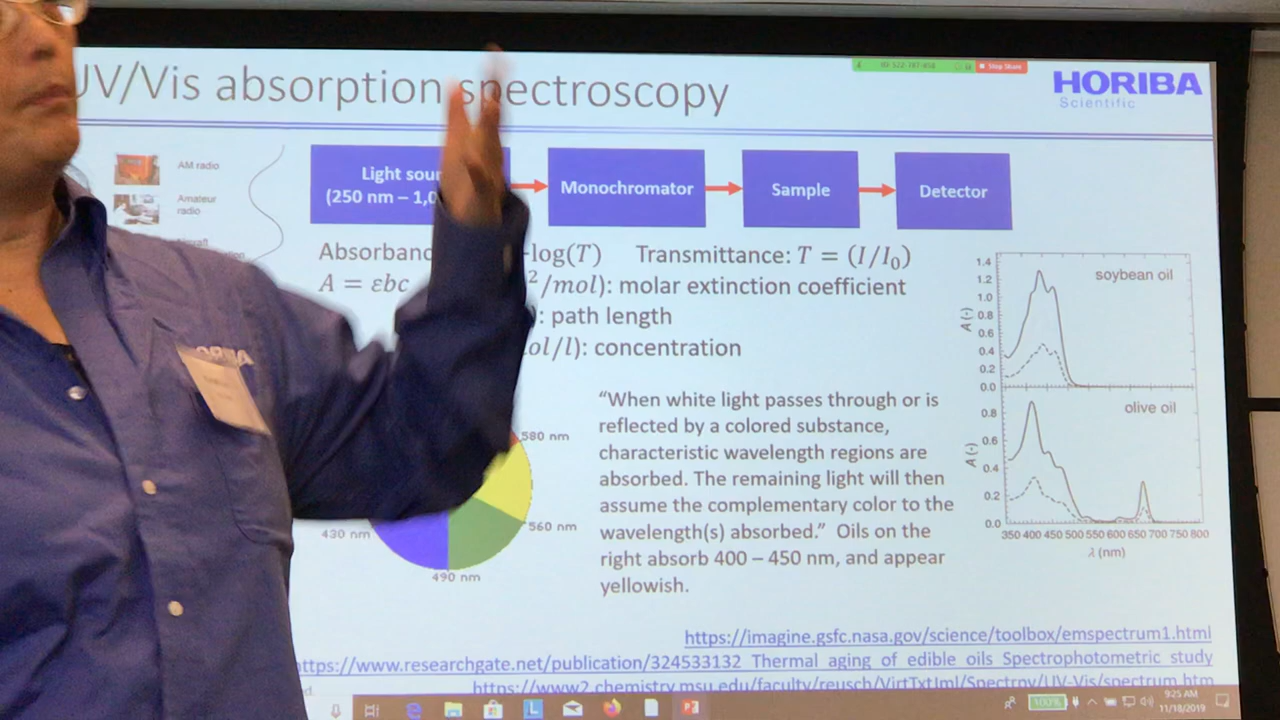 UV/Vis absorption spectroscopy
Stop Share
HORIBA
Scientific
AM radio
Amateur
radio
Light sou
(250 nm – 1,0
Monochromator
Sample
Detector
Absorbanc
-log(T) Transmittance: T = (I/I₀)
A = εbc
²/mol): molar extinction coefficient
: path length
ol/l): concentration
1.4
1.2
1.0
0.8
0.6
0.4
0.2
0.0
A (-)
soybean oil
0.8
0.6
0.4
0.2
0.0
A (-)
olive oil
350 400 450 500 550 600 650 700 750 800
λ (nm)
580 nm
560 nm
490 nm
430 nm
“When white light passes through or is
reflected by a colored substance,
characteristic wavelength regions are
absorbed. The remaining light will then
assume the complementary color to the
wavelength(s) absorbed.” Oils on the
right absorb 400 – 450 nm, and appear
yellowish.
https://imagine.gsfc.nasa.gov/science/toolbox/emspectrum1.html
ttps://www.researchgate.net/publication/324533132_Thermal_aging_of_edible_oils_Spectrophotometric_study
https://www2.chemistry.msu.edu/faculty/reusch/VirtTxtJml/Spectrpy/UV-Vis/spectrum.htm
100%
9:25 AM
11/18/2019